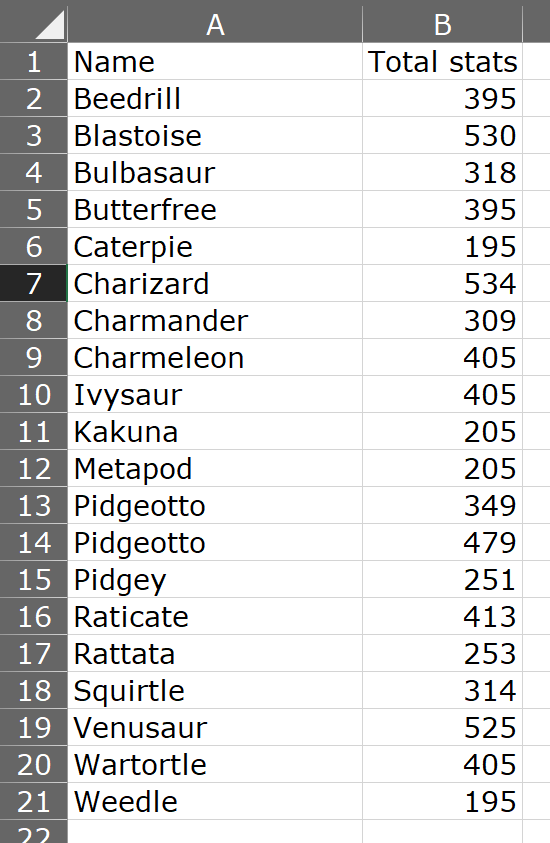 A B
1 Name Total stats
2 Beedrill 395
3 Blastoise 530
4 Bulbasaur 318
5 Butterfree 395
6 Caterpie 195
7 Charizard 534
8 Charmander 309
9 Charmeleon 405
10 Ivysaur 405
11 Kakuna 205
12 Metapod 205
13 Pidgeotto 349
14 Pidgeotto 479
15 Pidgey 251
16 Raticate 413
17 Rattata 253
18 Squirtle 314
19 Venusaur 525
20 Wartortle 405
21 Weedle 195
22